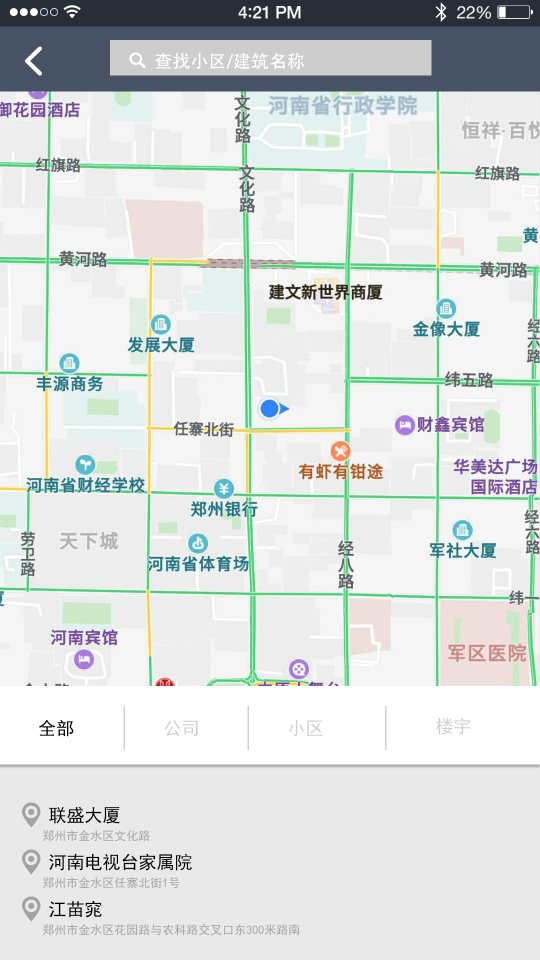 4:21 PM
22%
查找小区/建筑名称
御花园酒店
文化路
河南省行政学院
恒祥·百悦
红旗路
文化路
红旗路
黄
黄河路
黄河路
建文新世界商厦
发展大厦
金像大厦
经六路
丰源商务
纬五路
任寨北街
财鑫宾馆
有虾有钳途
华美达广场
国际酒店
河南省财经学校
郑州银行
劳卫路
天下城
河南省体育场
经八路
军社大厦
经六路
纬一
河南宾馆
军区医院
全部
公司
小区
楼宇
联盛大厦
郑州市金水区文化路
河南电视台家属院
郑州市金水区任寨北街1号
江苗窕
郑州市金水区花园路与农科路交叉口东300米路南